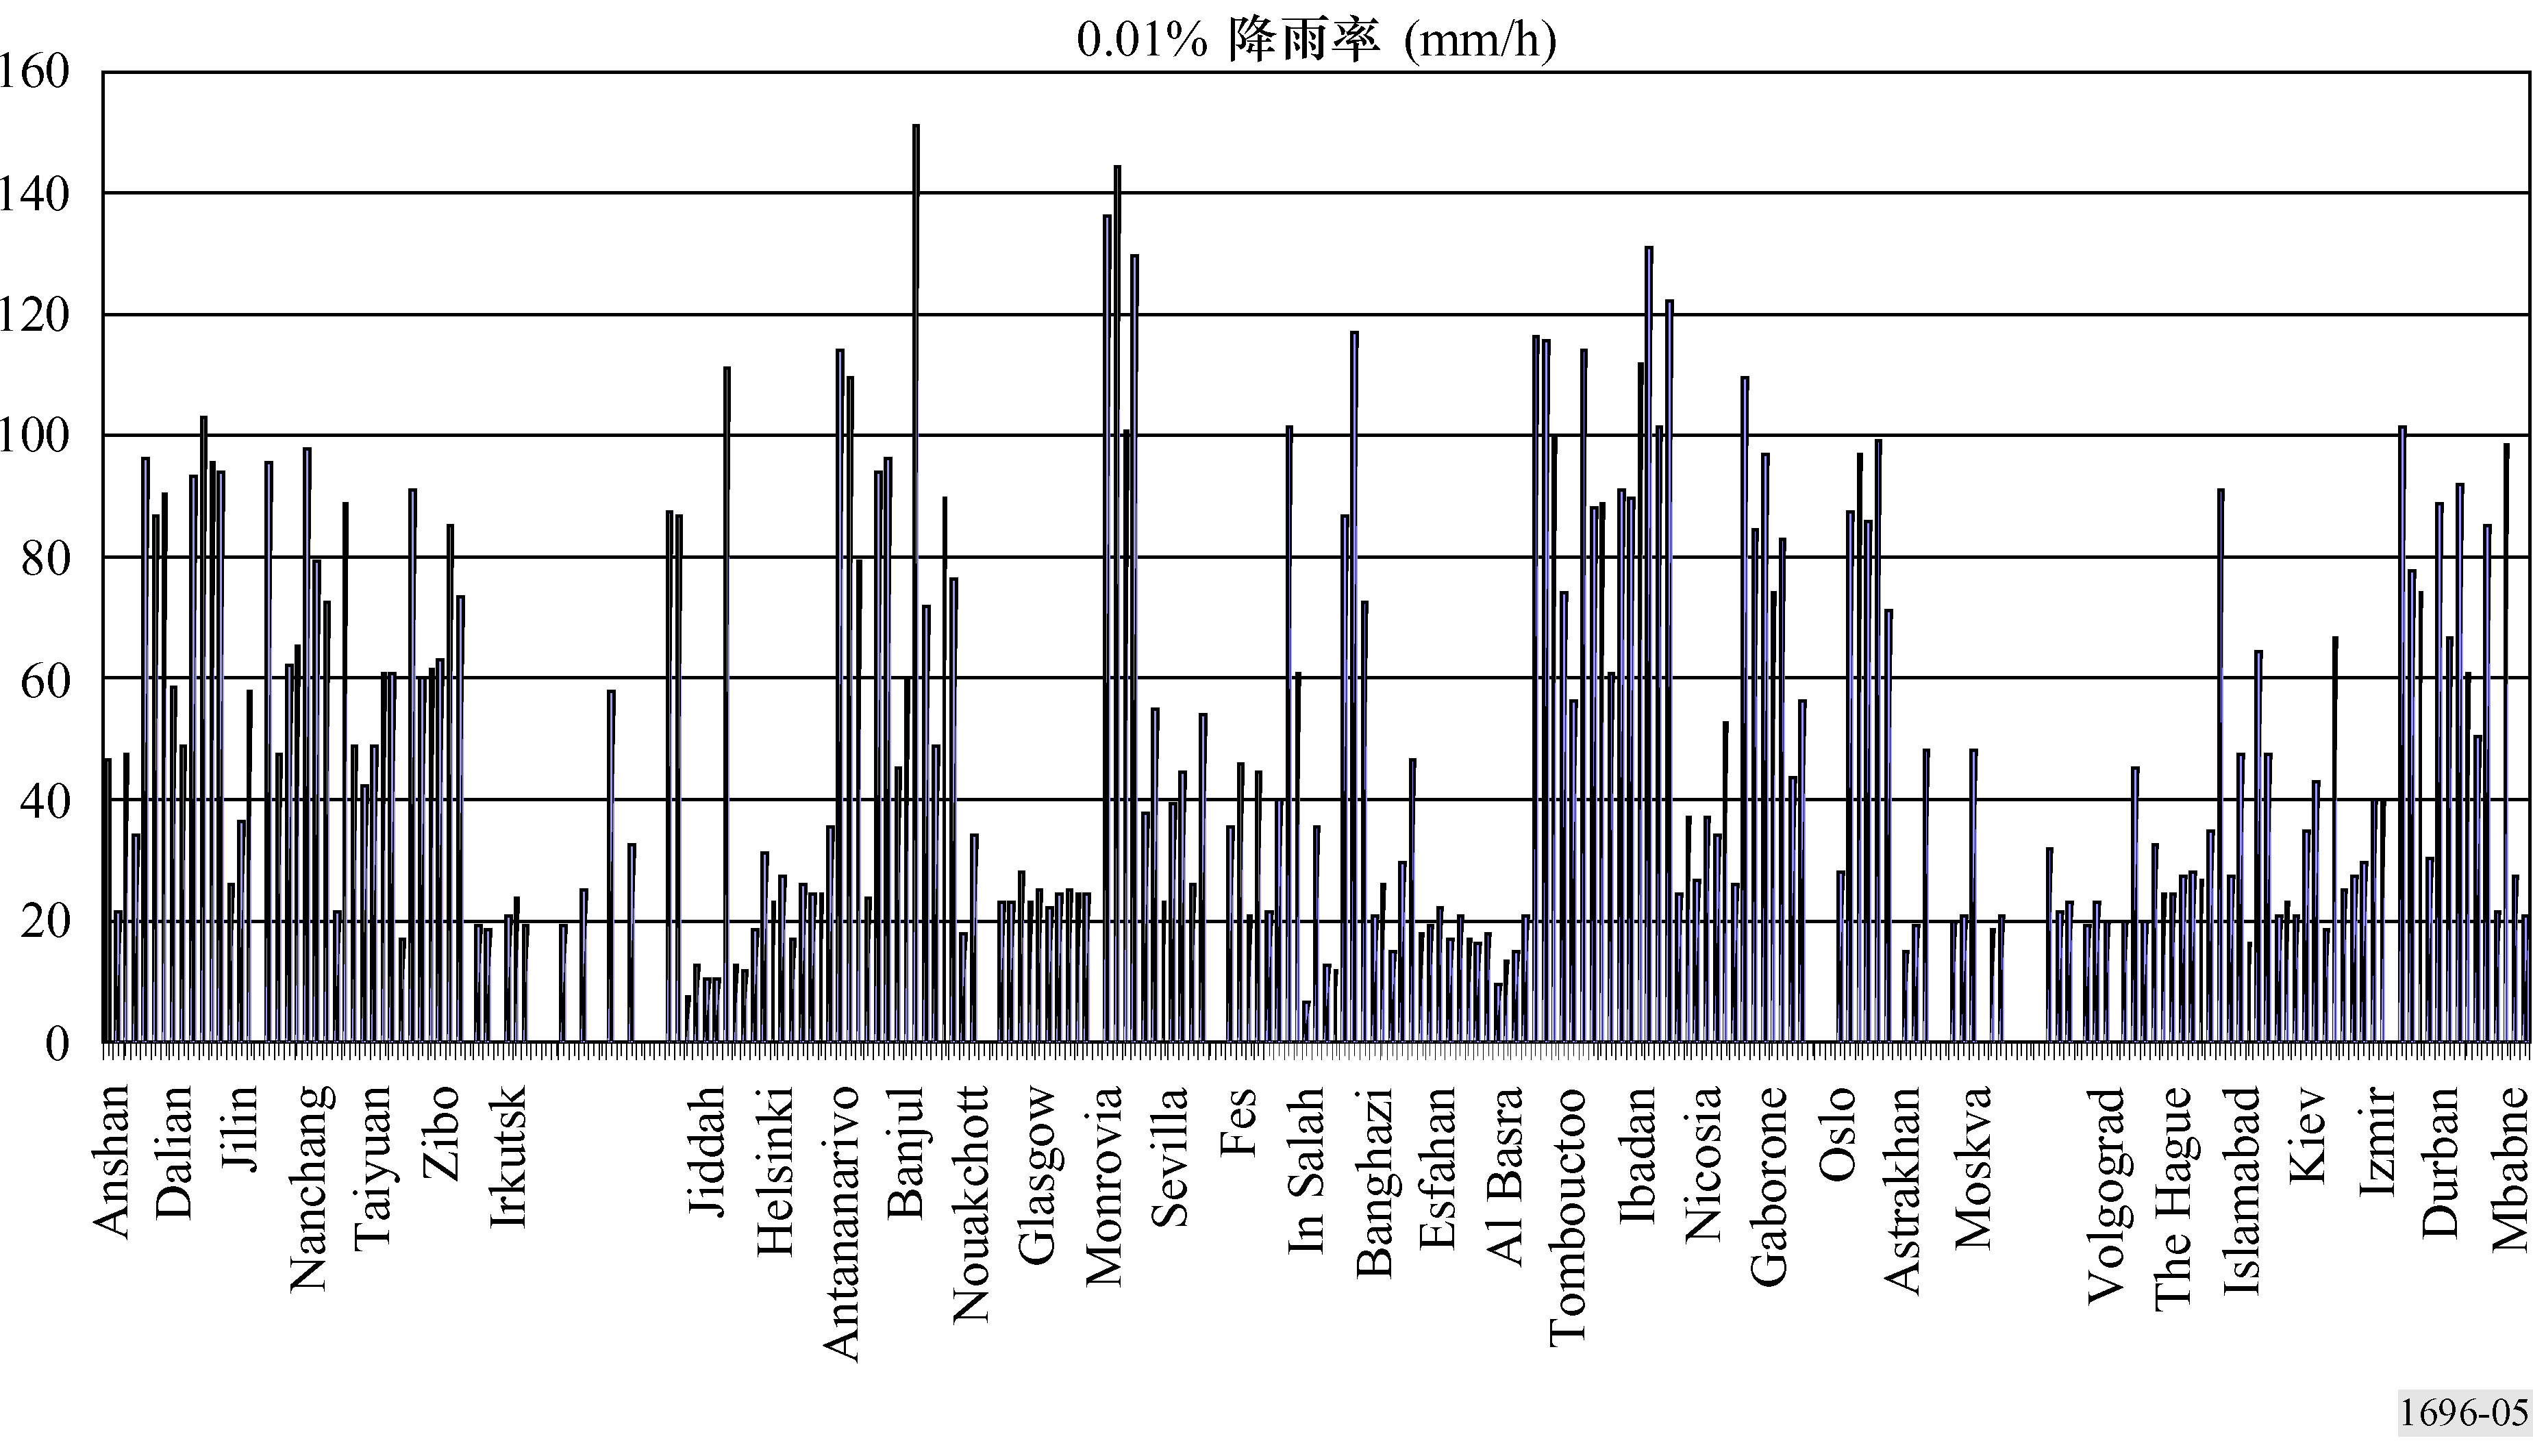 0.01% 降雨率 (mm/h)
160
140
120
100
80
60
40
20
0
Anshan
Dalian
Jilin
Nanchang
Taiyuan
Zibo
Irkutsk
Jiddah
Helsinki
Antananarivo
Banjul
Nouakchott
Glasgow
Monrovia
Sevilla
Fes
In Salah
Banghazi
Esfahan
Al Basra
Tombouctoo
Ibadan
Nicosia
Gaborone
Oslo
Astrakhan
Moskva
Volgograd
The Hague
Islamabad
Kiev
Izmir
Durban
Mbabne
1696-05